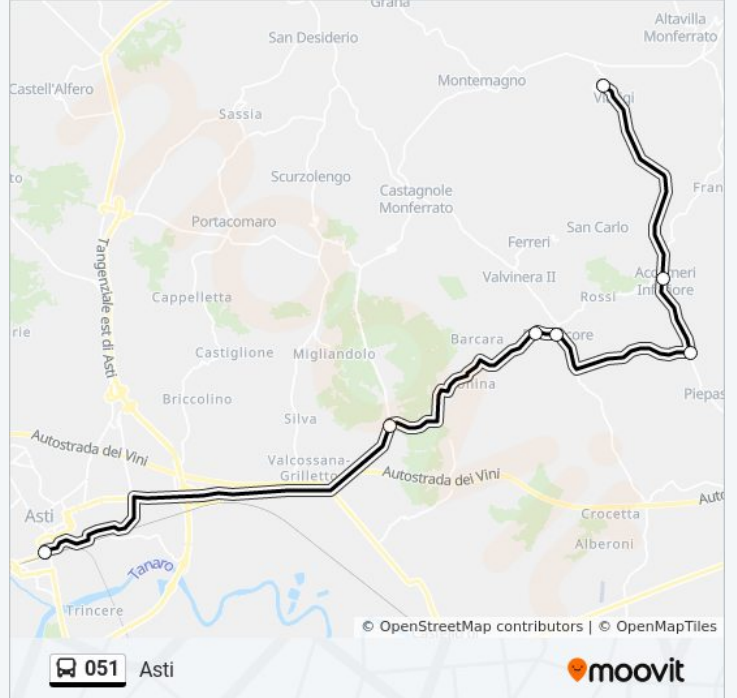 Grana
Altavilla
Monferrato
San Desiderio
Castell'Alfero
Montemagno
Sassia
Scurzolengo
Castagnole
Monferrato
Portacomaro
San Carlo
Ferreri
Valvinera II
Rossi
Tangenziale est di Asti
Cappelletta
Barcara
Castiglione
Migliandolo
Briccolino
Silva
Autostrada dei Vini
Valcossana-
Grilletto
Autostrada dei Vini
Crocetta
Asti
Alberoni
Tanaro
Trincere
© OpenStreetMap contributors | © OpenMapTiles
051 Asti
moovit